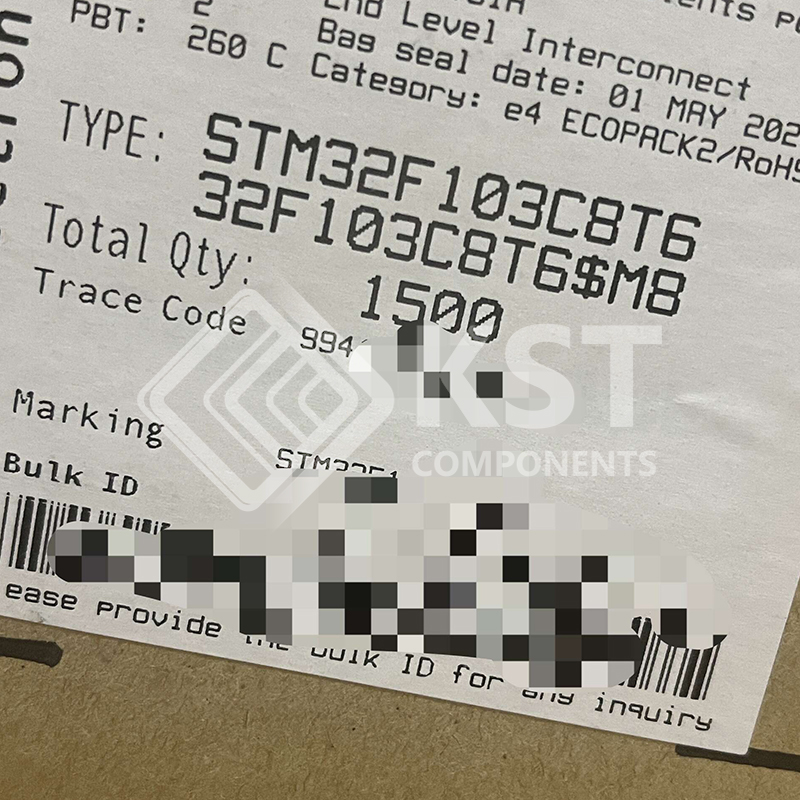 PBT: 2
260 C
2nd Level Interconnect
Bag seal date: 01 MAY 202
Category: e4 ECOPACK2/RoHS
TYPE: STM32F103C8T6
32F103C8T6$M8
Total Qty: 1500
Trace Code 994
Marking STM32F1
Bulk ID
ease provide the bulk ID for any inquiry
KST
COMPONENTS